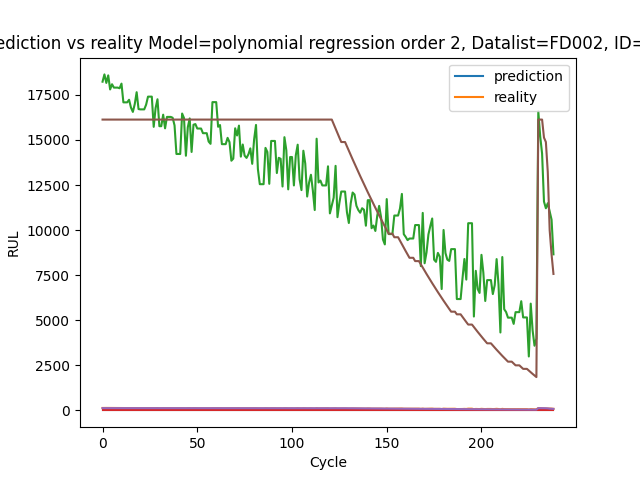 ediction vs reality Model=polynomial regression order 2, Datalist=FD002, ID=
prediction
reality
17500
15000
12500
10000
7500
5000
2500
0
RUL
0 50 100 150 200
Cycle